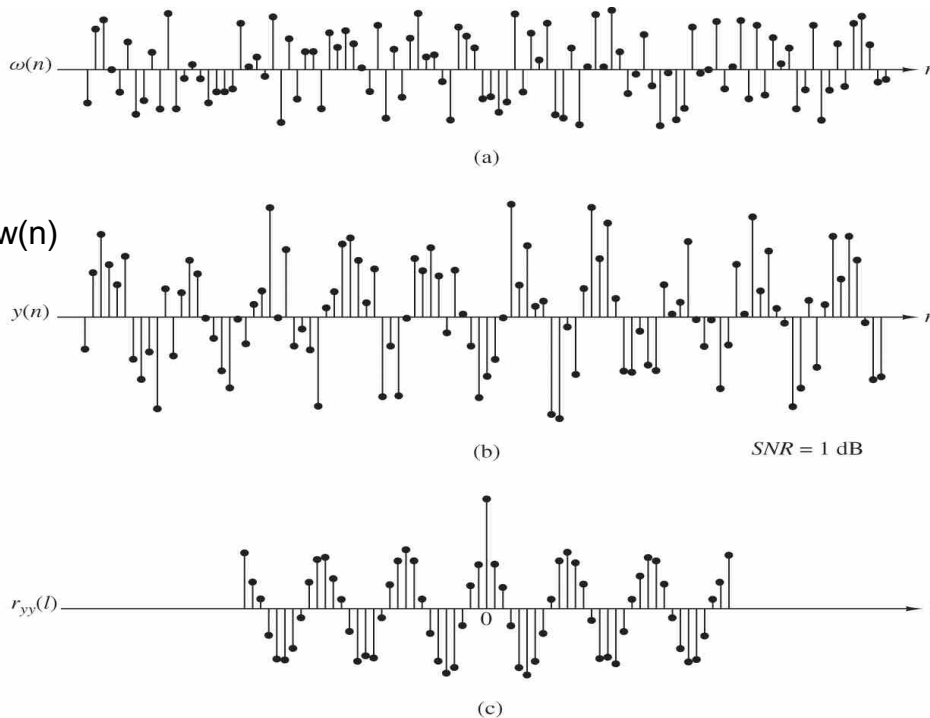 ω(n) n
(a)
w(n)
y(n) n
(b)
SNR = 1 dB
r_yy(l)
0
(c)